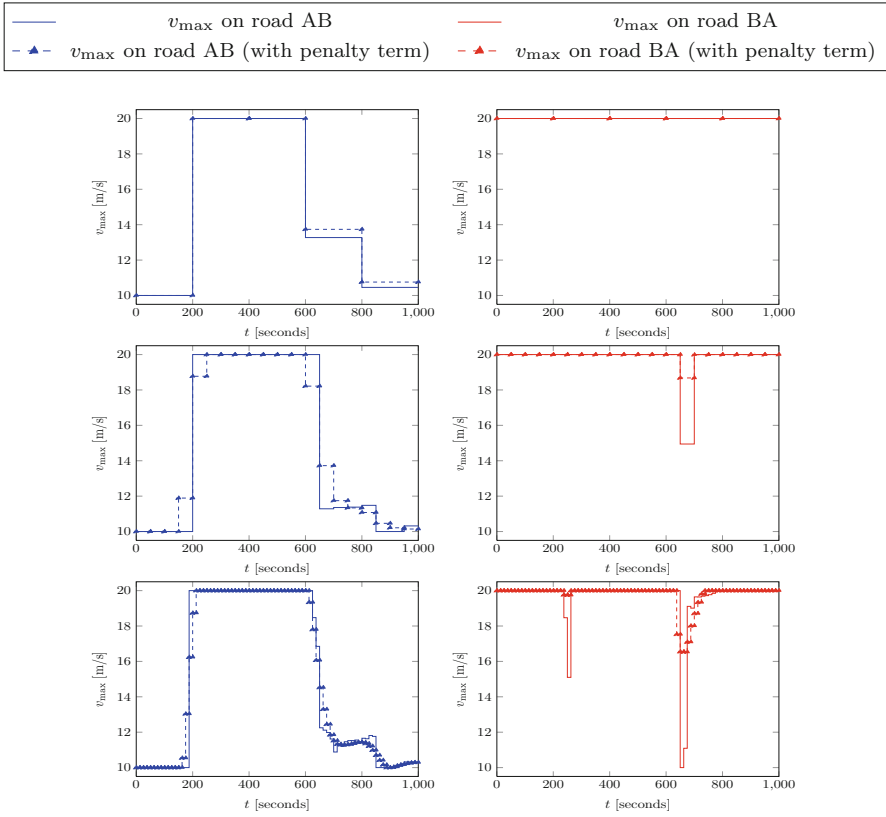 v_max on road AB
v_max on road BA
v_max on road AB (with penalty term)
v_max on road BA (with penalty term)
20
18
16
14
12
10
v_max [m/s]
0 200 400 600 800 1,000
t [seconds]
20
18
16
14
12
10
v_max [m/s]
0 200 400 600 800 1,000
t [seconds]
20
18
16
14
12
10
v_max [m/s]
0 200 400 600 800 1,000
t [seconds]
20
18
16
14
12
10
v_max [m/s]
0 200 400 600 800 1,000
t [seconds]
20
18
16
14
12
10
v_max [m/s]
0 200 400 600 800 1,000
t [seconds]
20
18
16
14
12
10
v_max [m/s]
0 200 400 600 800 1,000
t [seconds]